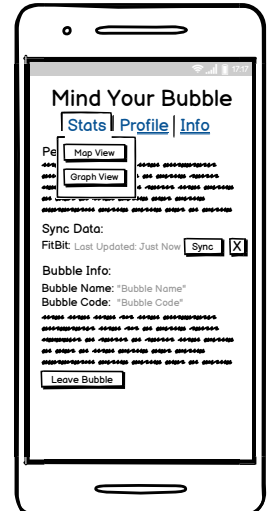 17:17
Mind Your Bubble
Stats Profile Info
Pe
Map View
Graph View
Sync Data:
FitBit: Last Updated: Just Now Sync X
Bubble Info:
Bubble Name: "Bubble Name"
Bubble Code: "Bubble Code"
Leave Bubble